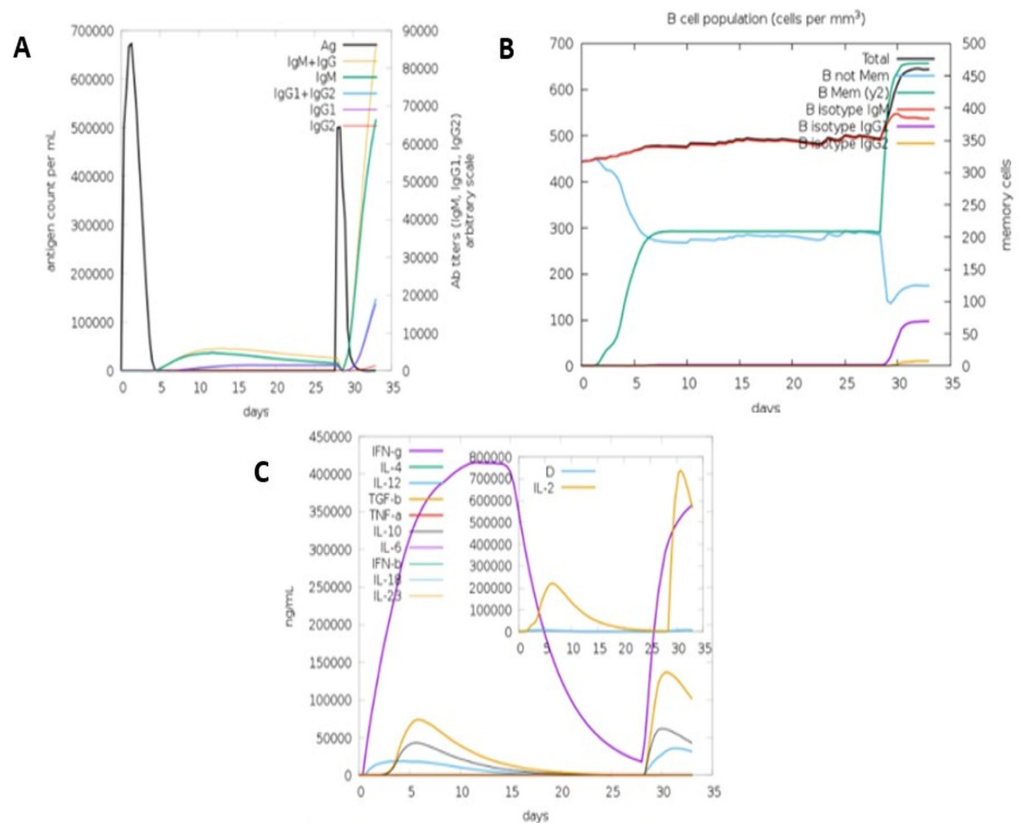 A
700000
600000
500000
400000
300000
200000
100000
0
antigen count per mL
Ag
IgM+IgG
IgM
IgG1+IgG2
IgG1
IgG2
90000
80000
70000
60000
50000
40000
30000
20000
10000
0
Ab titers (IgM, IgG1, IgG2)
arbitrary scale
0 5 10 15 20 25 30 35
days
B
B cell population (cells per mm³)
700
600
500
400
300
200
100
0
Total
B not Mem
B Mem (y2)
B isotype IgM
B isotype IgG1
B isotype IgG2
500
450
400
350
300
250
200
150
100
50
0
memory cells
0 5 10 15 20 25 30 35
days
C
450000
400000
350000
300000
250000
200000
150000
100000
50000
0
ng/mL
IFN-g
IL-4
IL-12
TGF-b
TNF-a
IL-10
IL-6
IFN-b
IL-18
IL-23
800000
700000
600000
500000
400000
300000
200000
100000
0
D
IL-2
0 5 10 15 20 25 30 35
0 5 10 15 20 25 30 35
days